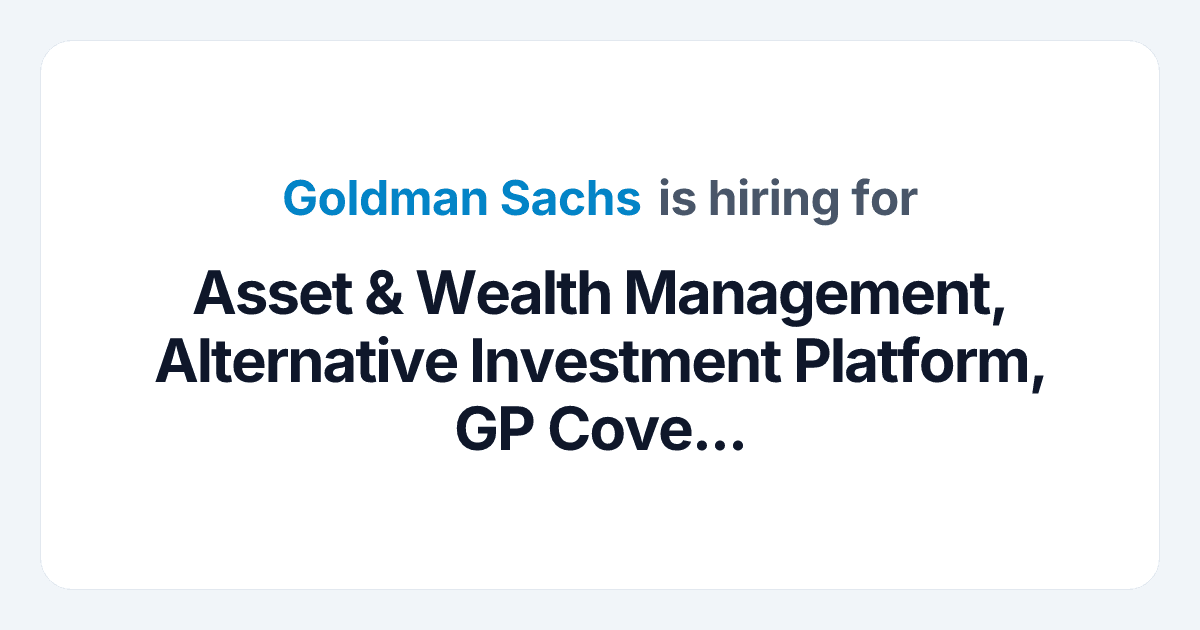 Goldman Sachs is hiring for
Asset & Wealth Management,
Alternative Investment Platform,
GP Cove...